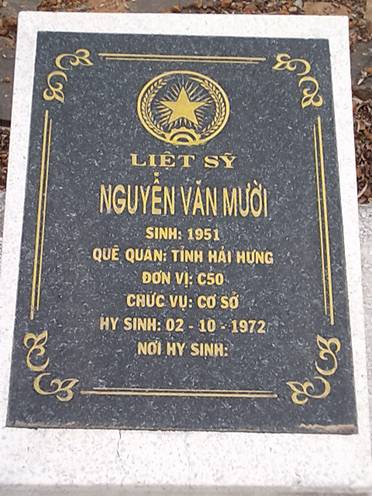 LIỆT SỸ
NGUYỄN VĂN MƯỜI
SINH: 1951
QUÊ QUÁN: TỈNH HẢI HƯNG
ĐƠN VỊ: C50
CHỨC VỤ: CƠ SỞ
HY SINH: 02 - 10 - 1972
NƠI HY SINH: